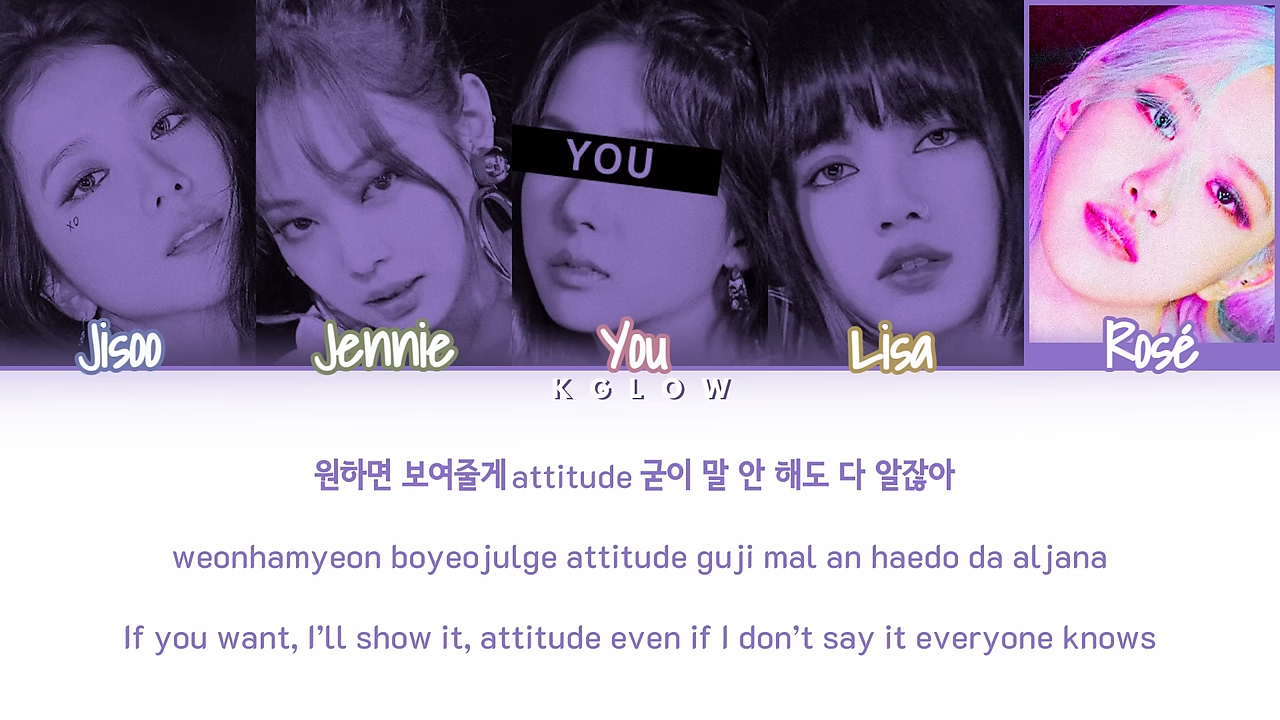 XO
YOU
Jisoo Jennie You Lisa Rosé
KGLOW
원하면 보여줄게 attitude 굳이 말 안 해도 다 알잖아
weonhamyeon boyeojulge attitude guji mal an haedo da aljana
If you want, I'll show it, attitude even if I don't say it everyone knows